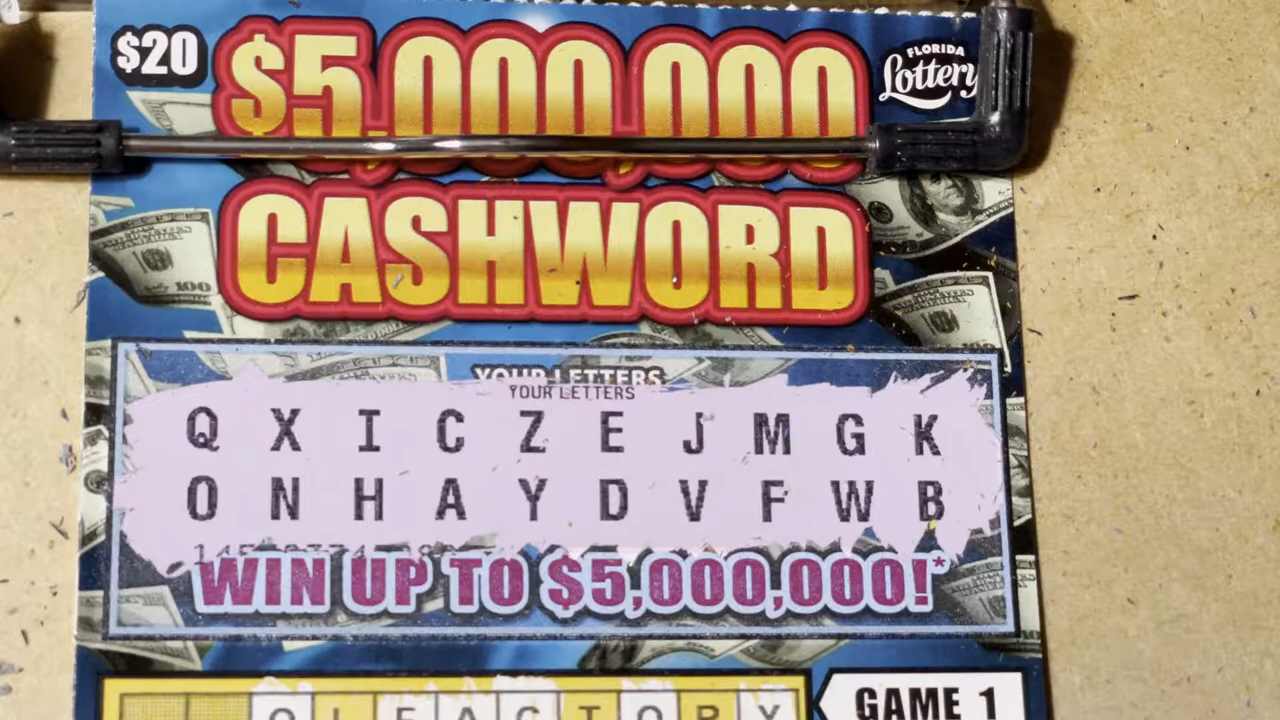 $20
$5,000,000
FLORIDA
Lottery
CASHWORD
YOUR LETTERS
YOUR LETTERS
Q X I C Z E J M G K
O N H A Y D V F W B
WIN UP TO $5,000,000!*
OLFACTORY
GAME 1